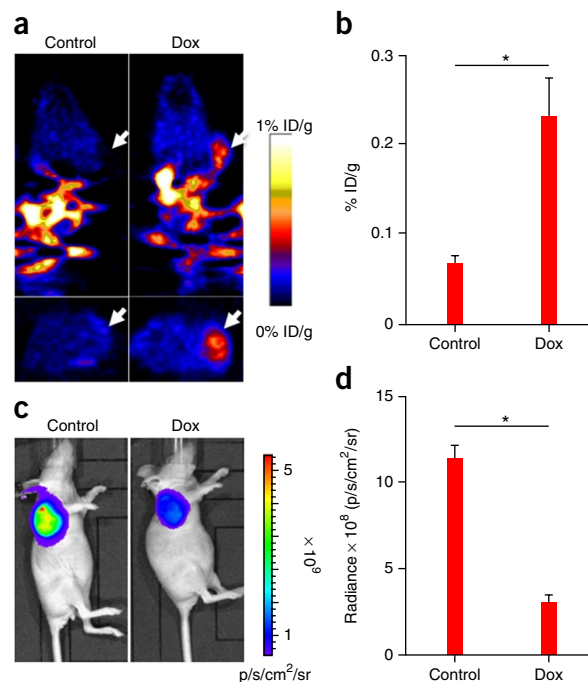 a
Control
Dox
1% ID/g
0% ID/g
b
*
% ID/g
0.3
0.2
0.1
0
Control
Dox
c
Control
Dox
5
× 10⁹
1
p/s/cm²/sr
d
*
Radiance × 10⁸ (p/s/cm²/sr)
15
10
5
0
Control
Dox